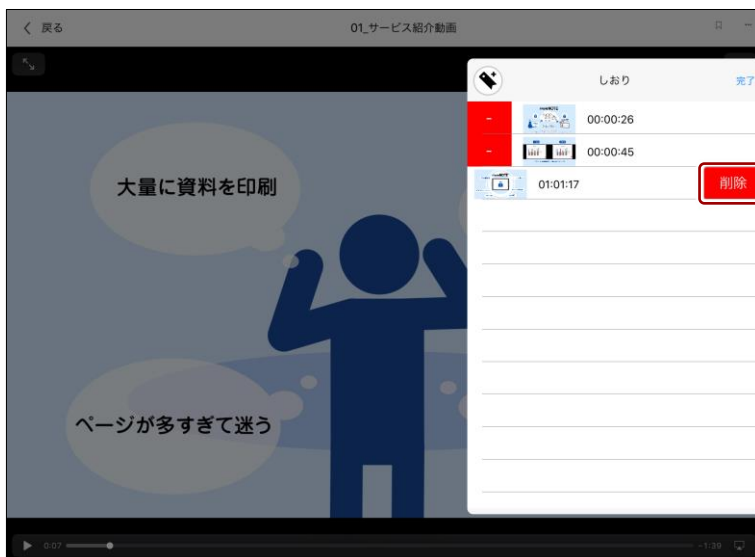 戻る
01_サービス紹介動画
しおり
完了
-
00:00:26
-
00:00:45
01:01:17
削除
大量に資料を印刷
ページが多すぎて迷う
0:07
-1:39